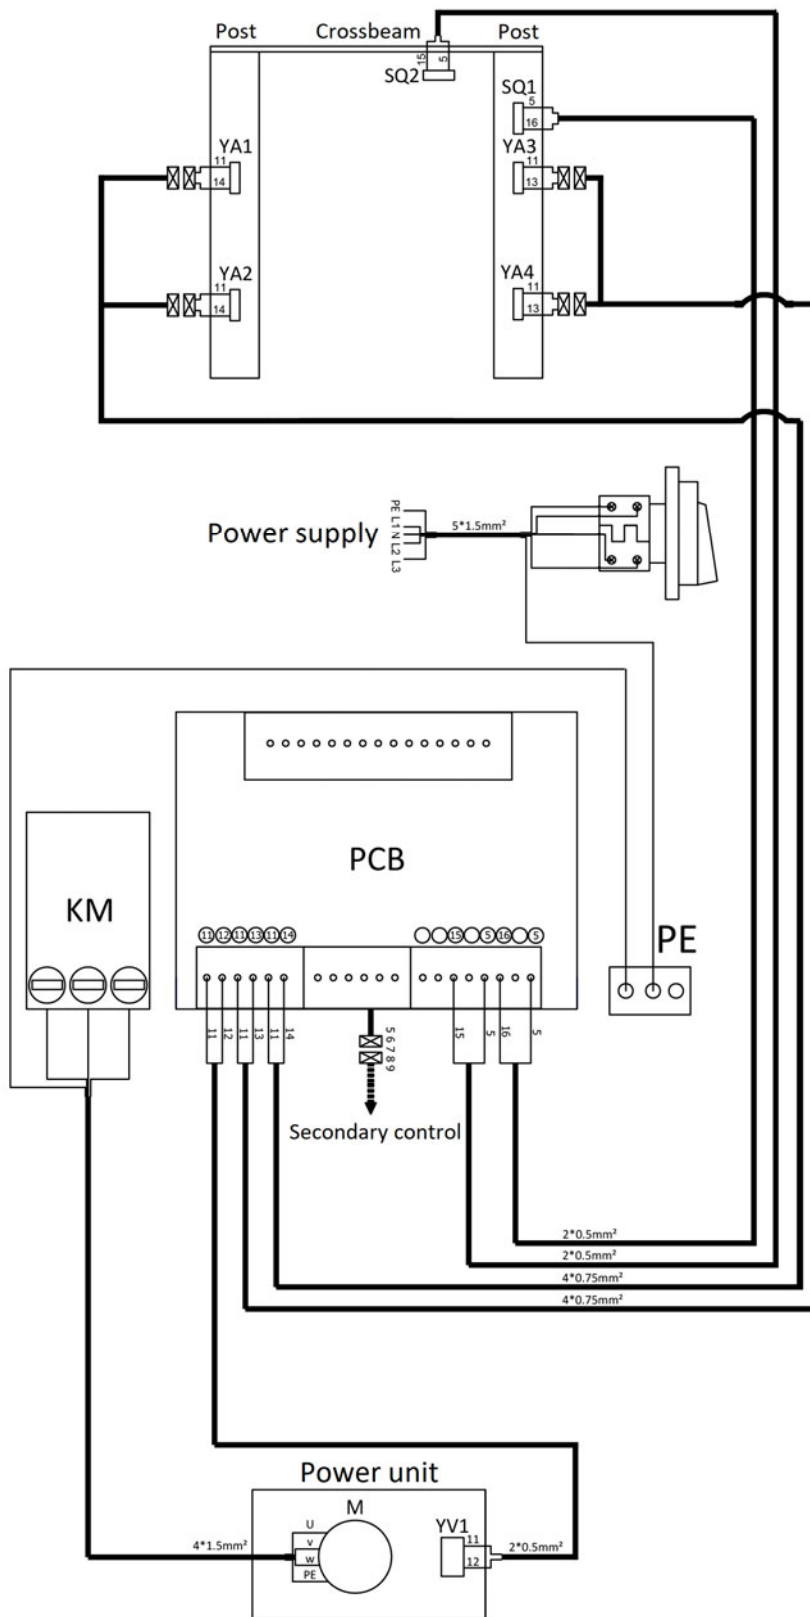 Post Crossbeam Post
15 5
SQ2
SQ1
5
16
YA1
11
14
YA3
11
13
YA2
11
14
YA4
11
13
Power supply
PE L1 N L2 L3
5*1.5mm²
PCB
KM
11 12 11 13 11 14
15 5 16 5
PE
11 12 11 13 11 14
5 6 7 8 9
15 5 16 5
Secondary control
2*0.5mm²
2*0.5mm²
4*0.75mm²
4*0.75mm²
Power unit
M
U
V
W
PE
4*1.5mm²
YV1
11
12
2*0.5mm²